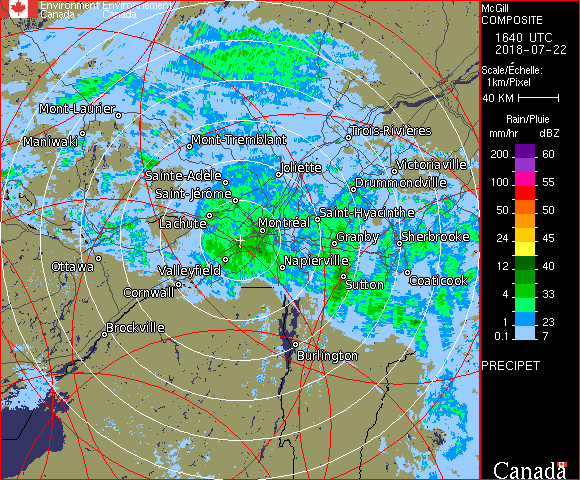 Environment Environnement
Canada Canada
McGill
COMPOSITE
1640 UTC
2018-07-22
Scale/Échelle:
1km/Pixel
40 KM
Rain/Pluie
mm/hr dBZ
200 60
100 55
50 50
24 45
12 40
4 33
1 23
0.1 7
PRECIPET
Canada
Mont-Laurier
Maniwaki
Mont-Tremblant
Trois-Rivières
Victoriaville
Joliette
Sainte-Adèle
Drummondville
Saint-Jérôme
Lachute
Saint-Hyacinthe
Montréal
Granby
Sherbrooke
Ottawa
Valleyfield
Napierville
Coaticook
Cornwall
Sutton
Brockville
Burlington